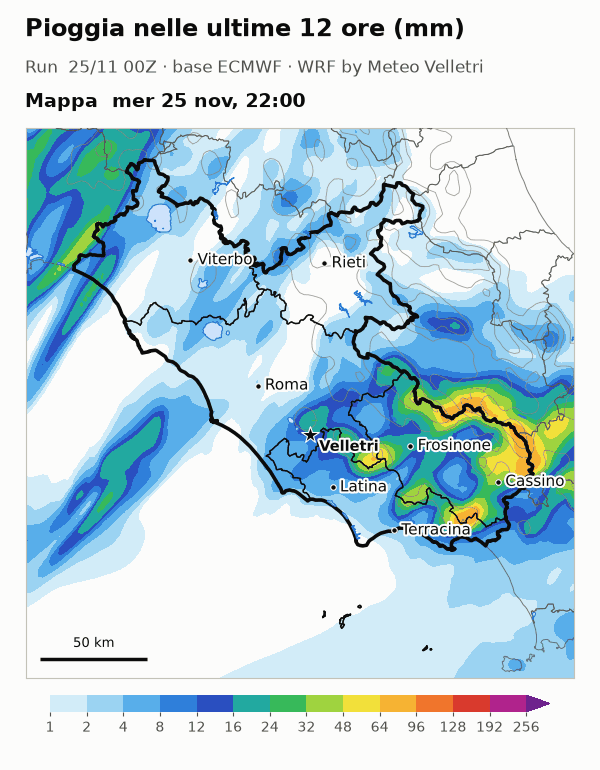 Pioggia nelle ultime 12 ore (mm)
Run  25/11 00Z · base ECMWF · WRF by Meteo Velletri
Mappa  mer 25 nov, 22:00
Viterbo
Rieti
Roma
Velletri
Frosinone
Cassino
Latina
Terracina
50 km
1 2 4 8 12 16 24 32 48 64 96 128 192 256